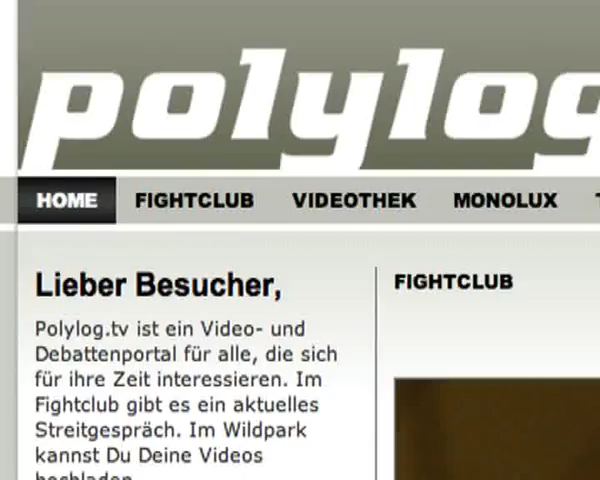 polylog
HOME FIGHTCLUB VIDEOTHEK MONOLUX
Lieber Besucher,
FIGHTCLUB
Polylog.tv ist ein Video- und
Debattenportal für alle, die sich
für ihre Zeit interessieren. Im
Fightclub gibt es ein aktuelles
Streitgespräch. Im Wildpark
kannst Du Deine Videos
hochladen